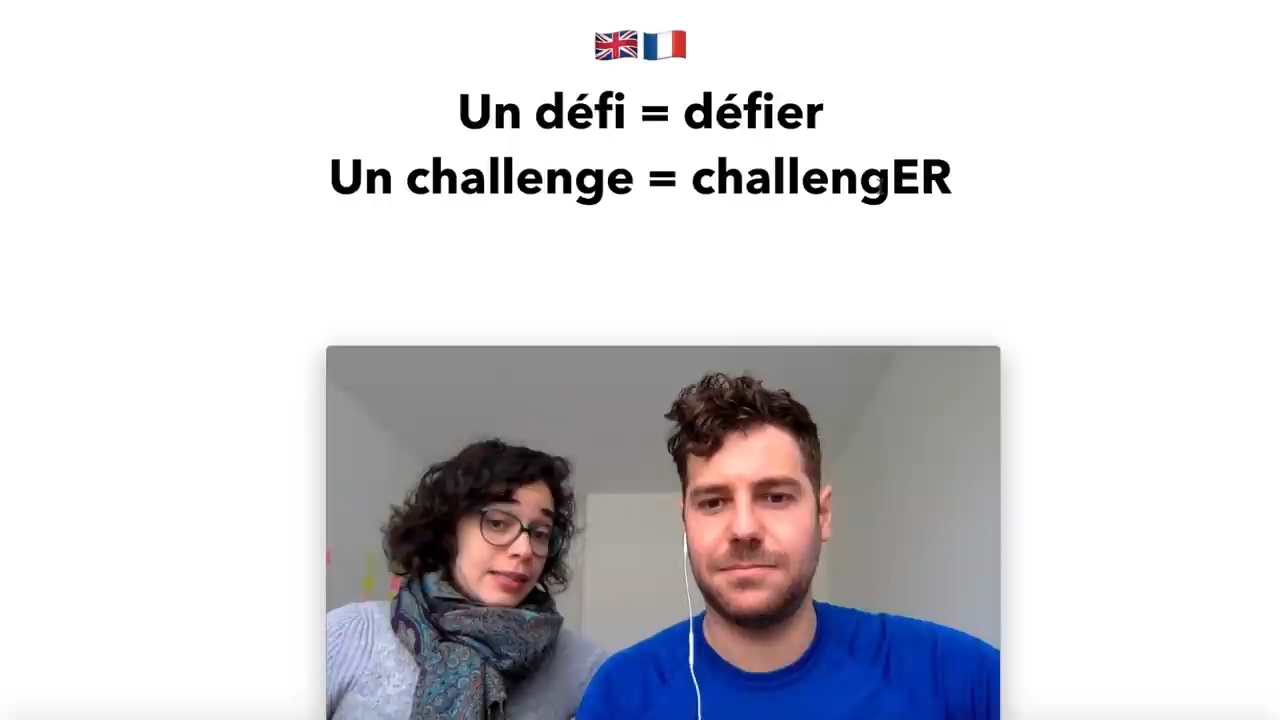 Un défi = défier
Un challenge = challengER